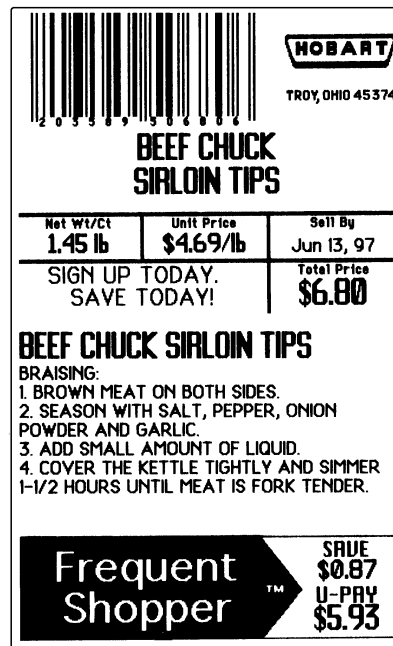 HOBART
TROY, OHIO 45374
203589506806
BEEF CHUCK
SIRLOIN TIPS
Net Wt/Ct
1.45 lb
Unit Price
$4.69/lb
Sell By
Jun 13, 97
SIGN UP TODAY.
SAVE TODAY!
Total Price
$6.80
BEEF CHUCK SIRLOIN TIPS
BRAISING:
1. BROWN MEAT ON BOTH SIDES.
2. SEASON WITH SALT, PEPPER, ONION
POWDER AND GARLIC.
3. ADD SMALL AMOUNT OF LIQUID.
4. COVER THE KETTLE TIGHTLY AND SIMMER
1-1/2 HOURS UNTIL MEAT IS FORK TENDER.
Frequent
Shopper ™
SAVE
$0.87
U-PAY
$5.93